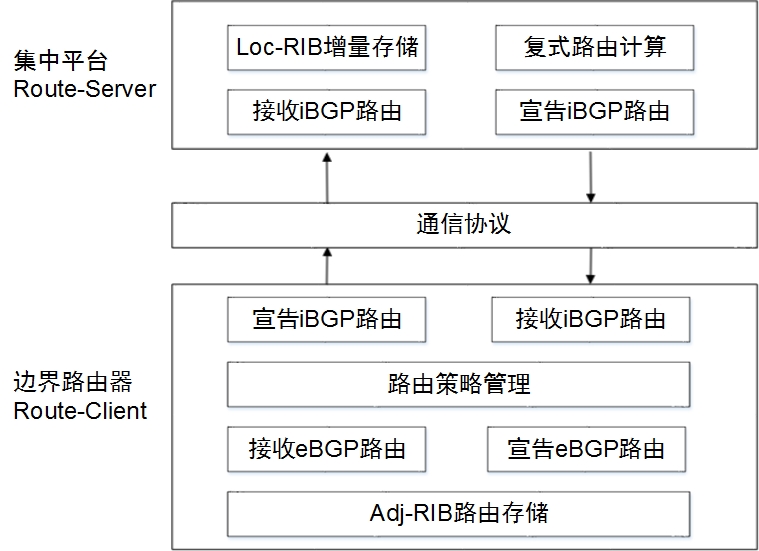 集中平台
Route-Server
Loc-RIB增量存储
复式路由计算
接收iBGP路由
宣告iBGP路由
通信协议
边界路由器
Route-Client
宣告iBGP路由
接收iBGP路由
路由策略管理
接收eBGP路由
宣告eBGP路由
Adj-RIB路由存储